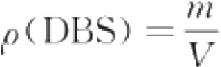 ρ(DBS) = m/V